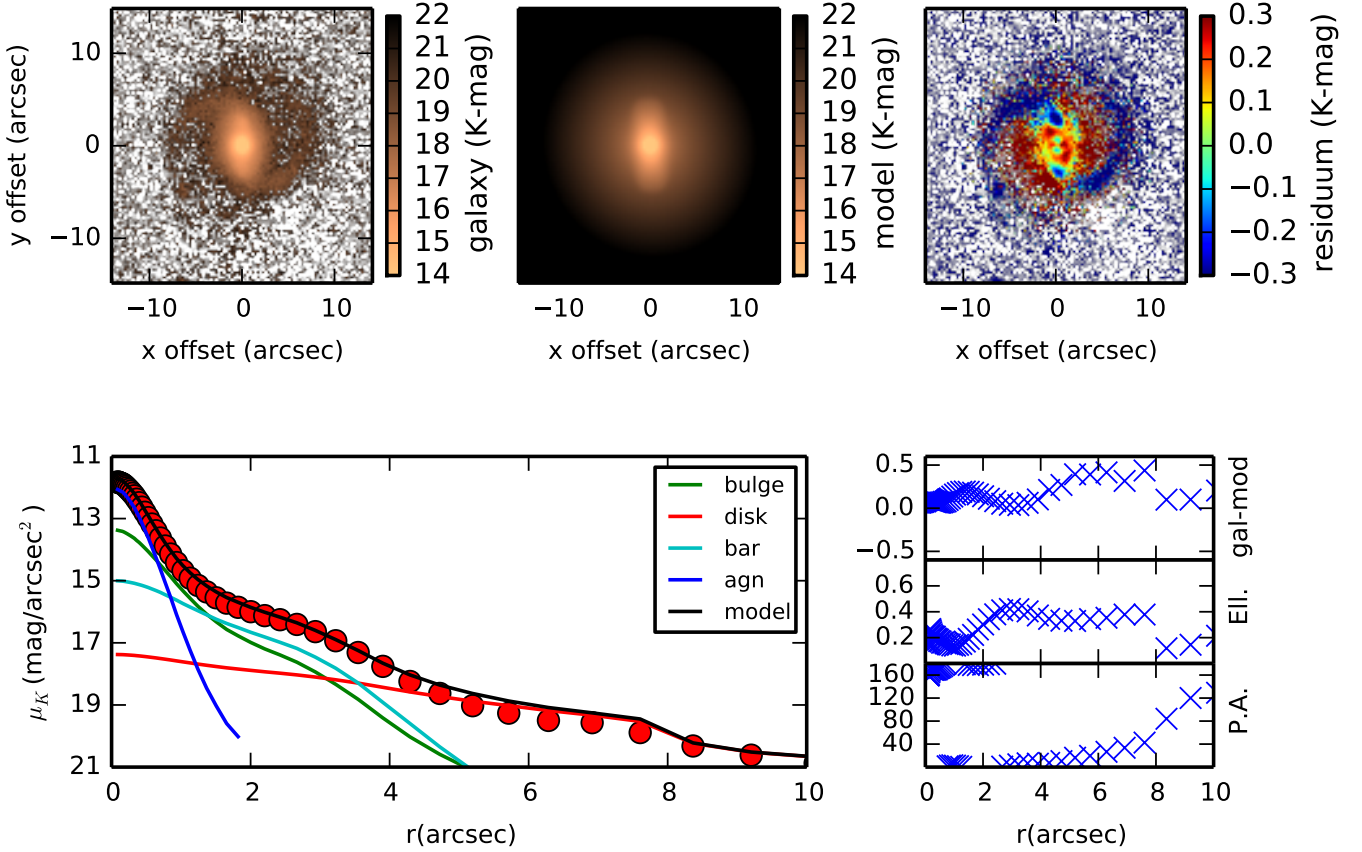 10
0
−10
y offset (arcsec)
−10 0 10
x offset (arcsec)
22
21
20
19
18
17
16
15
14
galaxy (K-mag)
−10 0 10
x offset (arcsec)
22
21
20
19
18
17
16
15
14
model (K-mag)
−10 0 10
x offset (arcsec)
0.3
0.2
0.1
0.0
−0.1
−0.2
−0.3
residuum (K-mag)
11
13
15
17
19
21
μK (mag/arcsec²)
0 2 4 6 8 10
r(arcsec)
bulge
disk
bar
agn
model
0.5
0.0
−0.5
gal-mod
0.6
0.4
0.2
Ell.
160
120
80
40
P.A.
0 2 4 6 8 10
r(arcsec)